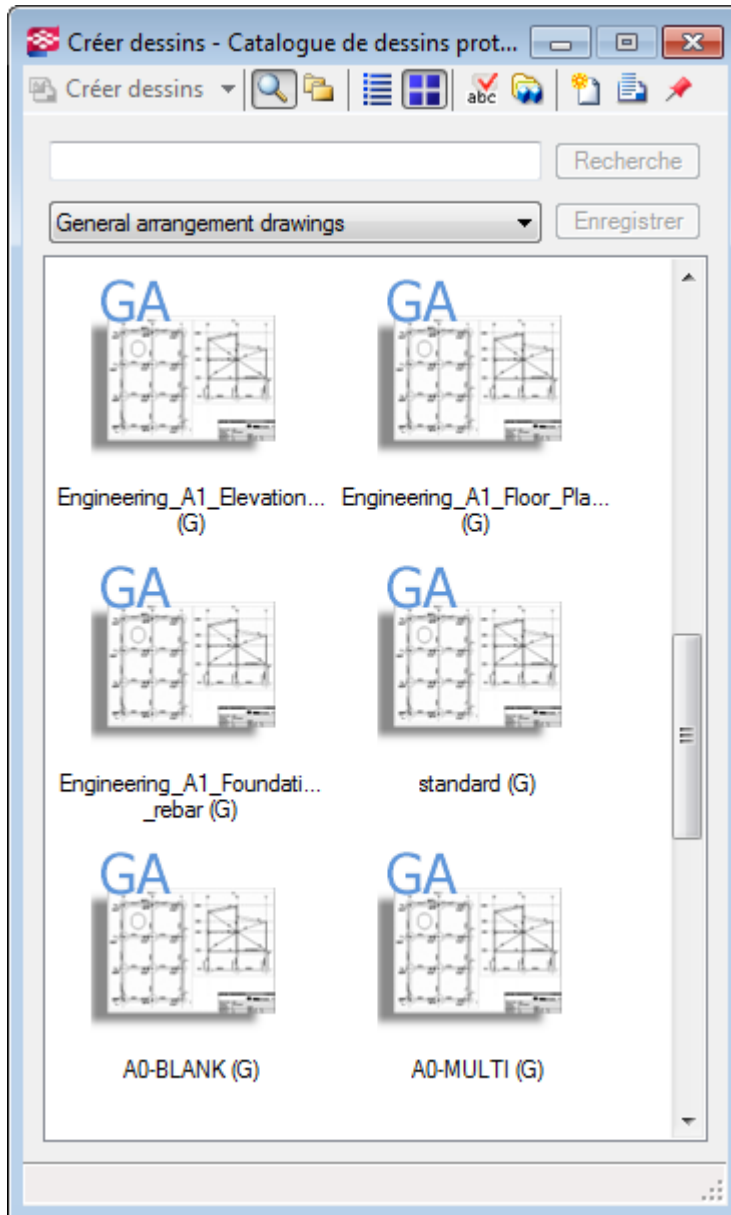 Créer dessins - Catalogue de dessins prot...
Créer dessins
abc
Recherche
General arrangement drawings
Enregistrer
GA
GA
Engineering_A1_Elevation...
(G)
Engineering_A1_Floor_Pla...
(G)
GA
GA
Engineering_A1_Foundati...
_rebar (G)
standard (G)
GA
GA
A0-BLANK (G)
A0-MULTI (G)